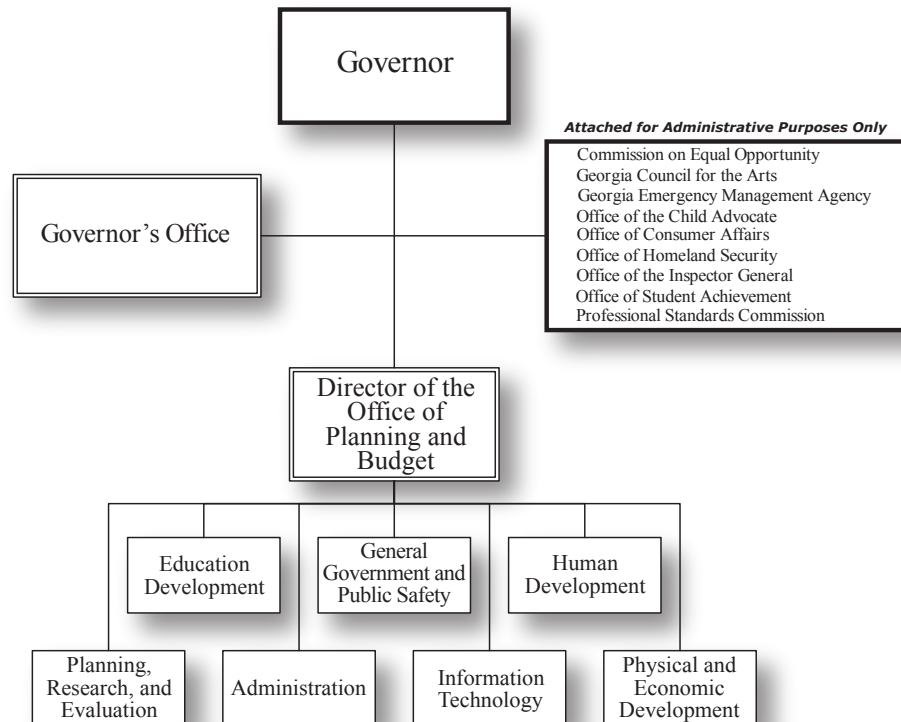 Governor
Attached for Administrative Purposes Only
Commission on Equal Opportunity
Georgia Council for the Arts
Georgia Emergency Management Agency
Office of the Child Advocate
Office of Consumer Affairs
Office of Homeland Security
Office of the Inspector General
Office of Student Achievement
Professional Standards Commission
Governor’s Office
Director of the
Office of
Planning and
Budget
Education
Development
General
Government and
Public Safety
Human
Development
Planning,
Research, and
Evaluation
Administration
Information
Technology
Physical and
Economic
Development